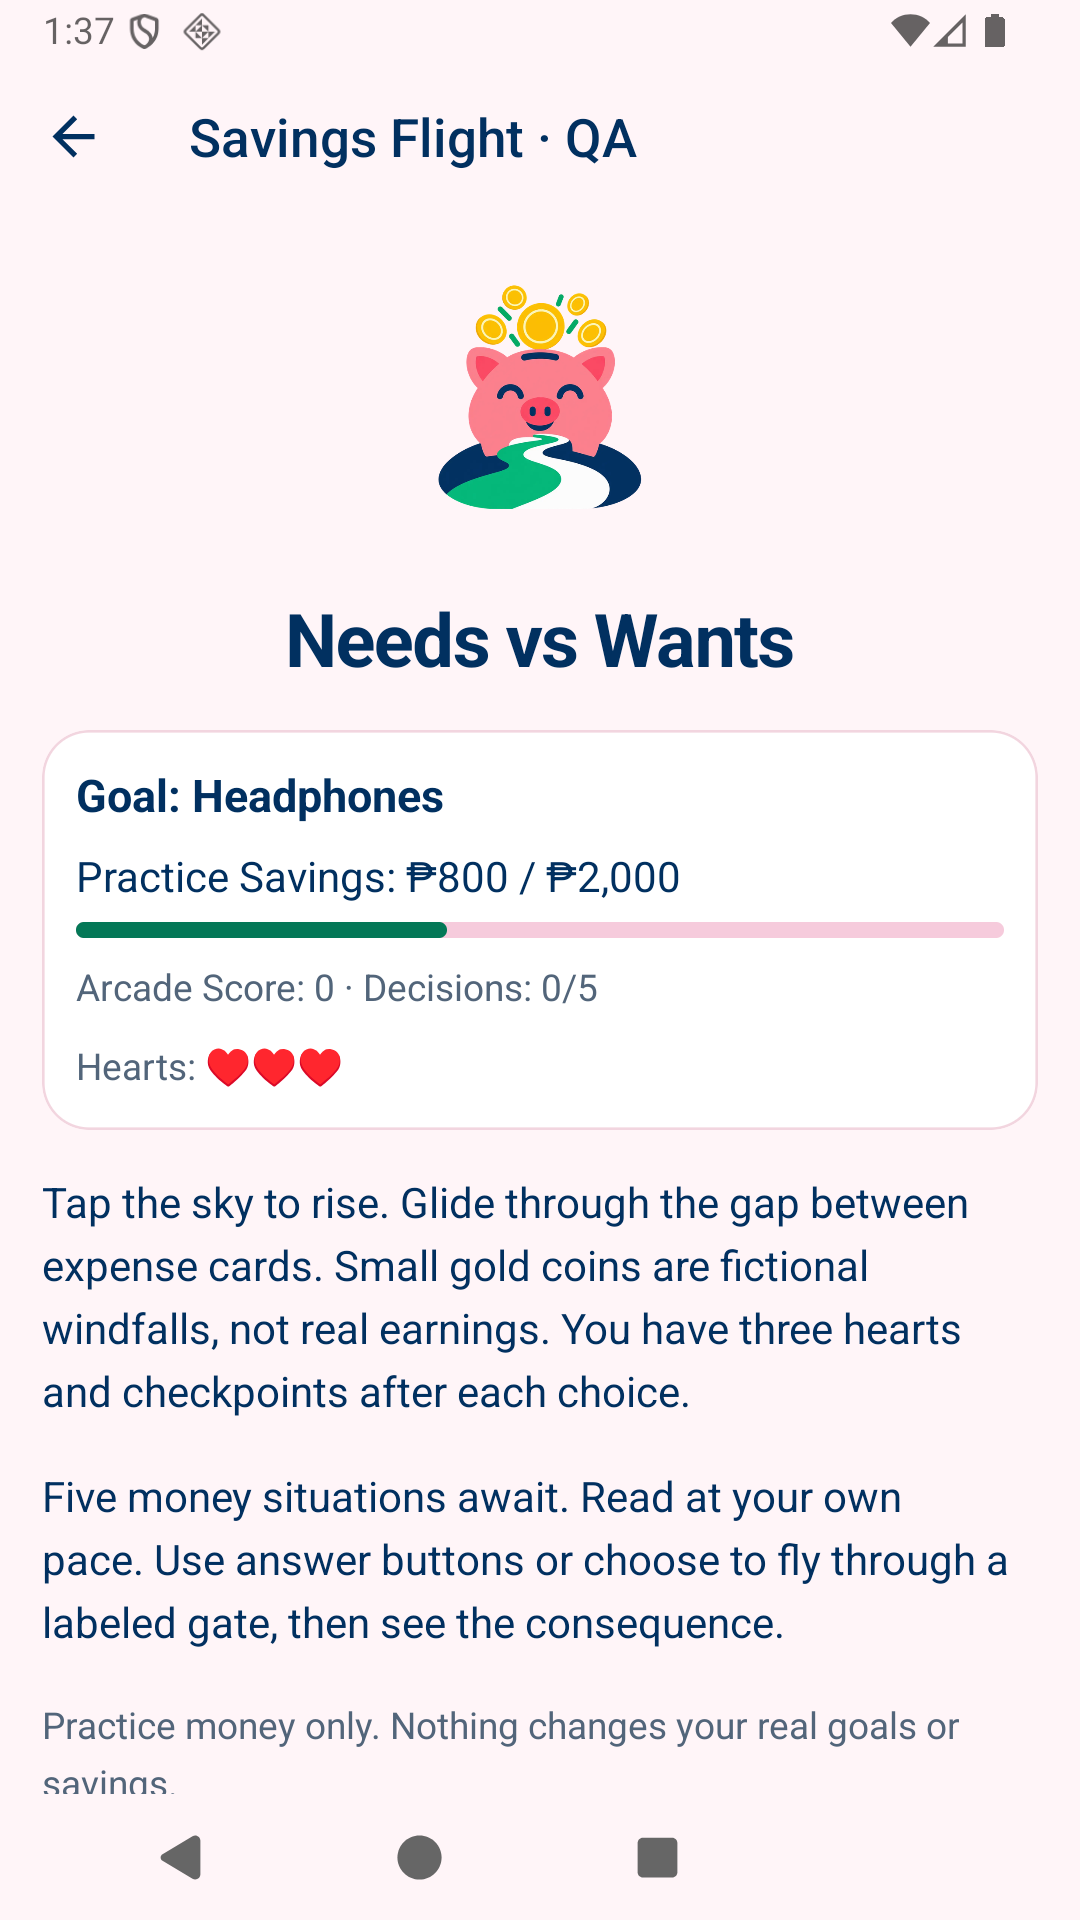 1:37
Savings Flight · QA
Needs vs Wants
Goal: Headphones
Practice Savings: ₱800 / ₱2,000
Arcade Score: 0 · Decisions: 0/5
Hearts: ❤️❤️❤️
Tap the sky to rise. Glide through the gap between
expense cards. Small gold coins are fictional
windfalls, not real earnings. You have three hearts
and checkpoints after each choice.
Five money situations await. Read at your own
pace. Use answer buttons or choose to fly through a
labeled gate, then see the consequence.
Practice money only. Nothing changes your real goals or
savings.